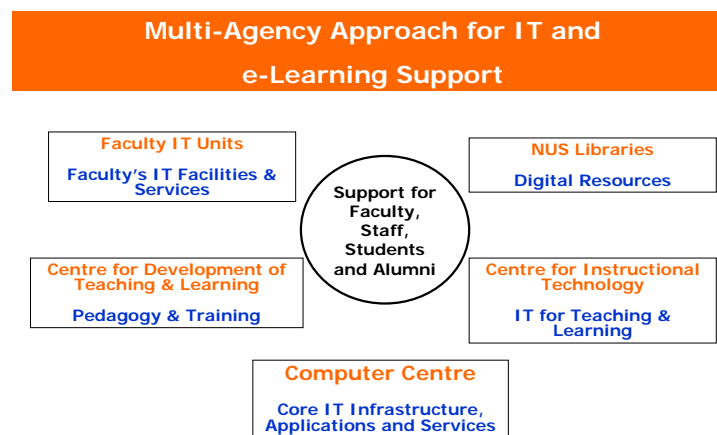 Multi-Agency Approach for IT and
e-Learning Support
Faculty IT Units
Faculty's IT Facilities &
Services
NUS Libraries
Digital Resources
Support for
Faculty,
Staff,
Students
and Alumni
Centre for Development of
Teaching & Learning
Pedagogy & Training
Centre for Instructional
Technology
IT for Teaching &
Learning
Computer Centre
Core IT Infrastructure,
Applications and Services